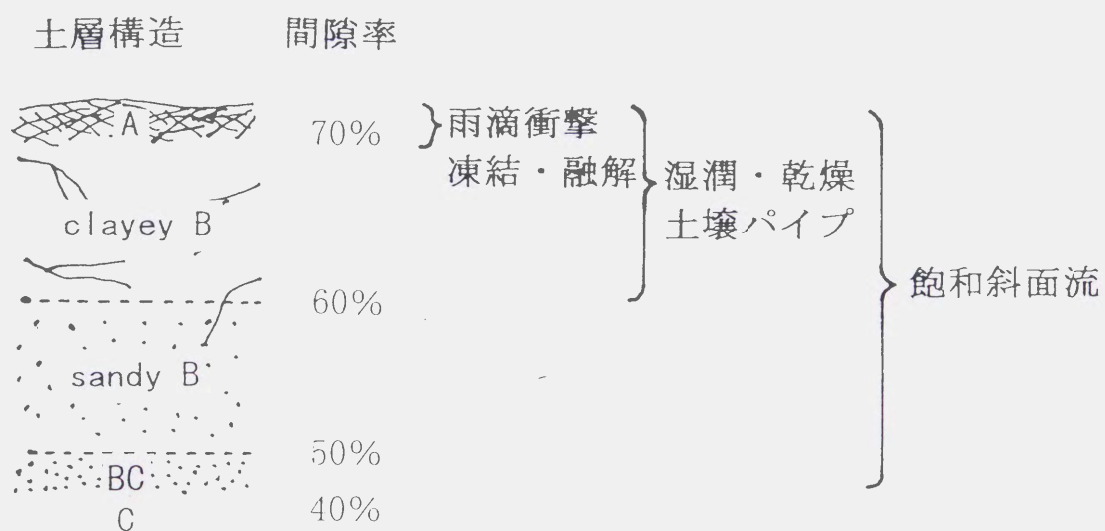 土層構造 間隙率
A 70% 雨滴衝撃
凍結・融解 湿潤・乾燥
clayey B 土壌パイプ
飽和斜面流
60%
sandy B
50%
BC
C 40%